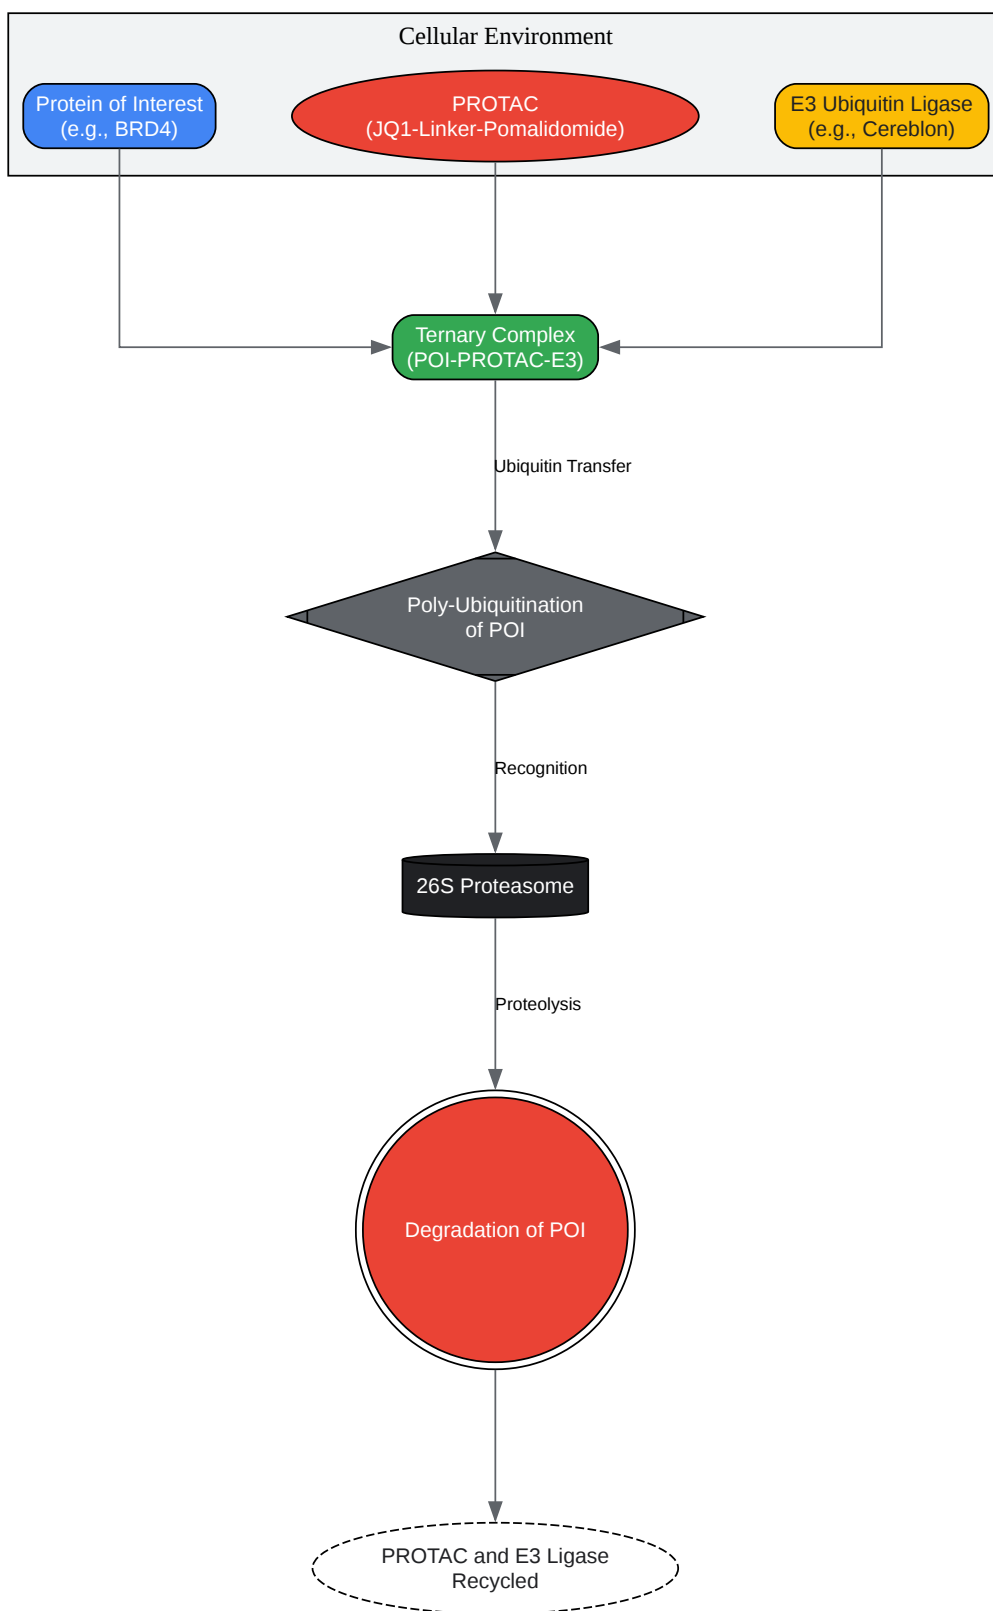 Cellular Environment
Protein of Interest
(e.g., BRD4)
PROTAC
(JQ1-Linker-Pomalidomide)
E3 Ubiquitin Ligase
(e.g., Cereblon)
Ternary Complex
(POI-PROTAC-E3)
Ubiquitin Transfer
Poly-Ubiquitination
of POI
Recognition
26S Proteasome
Proteolysis
Degradation of POI
PROTAC and E3 Ligase
Recycled